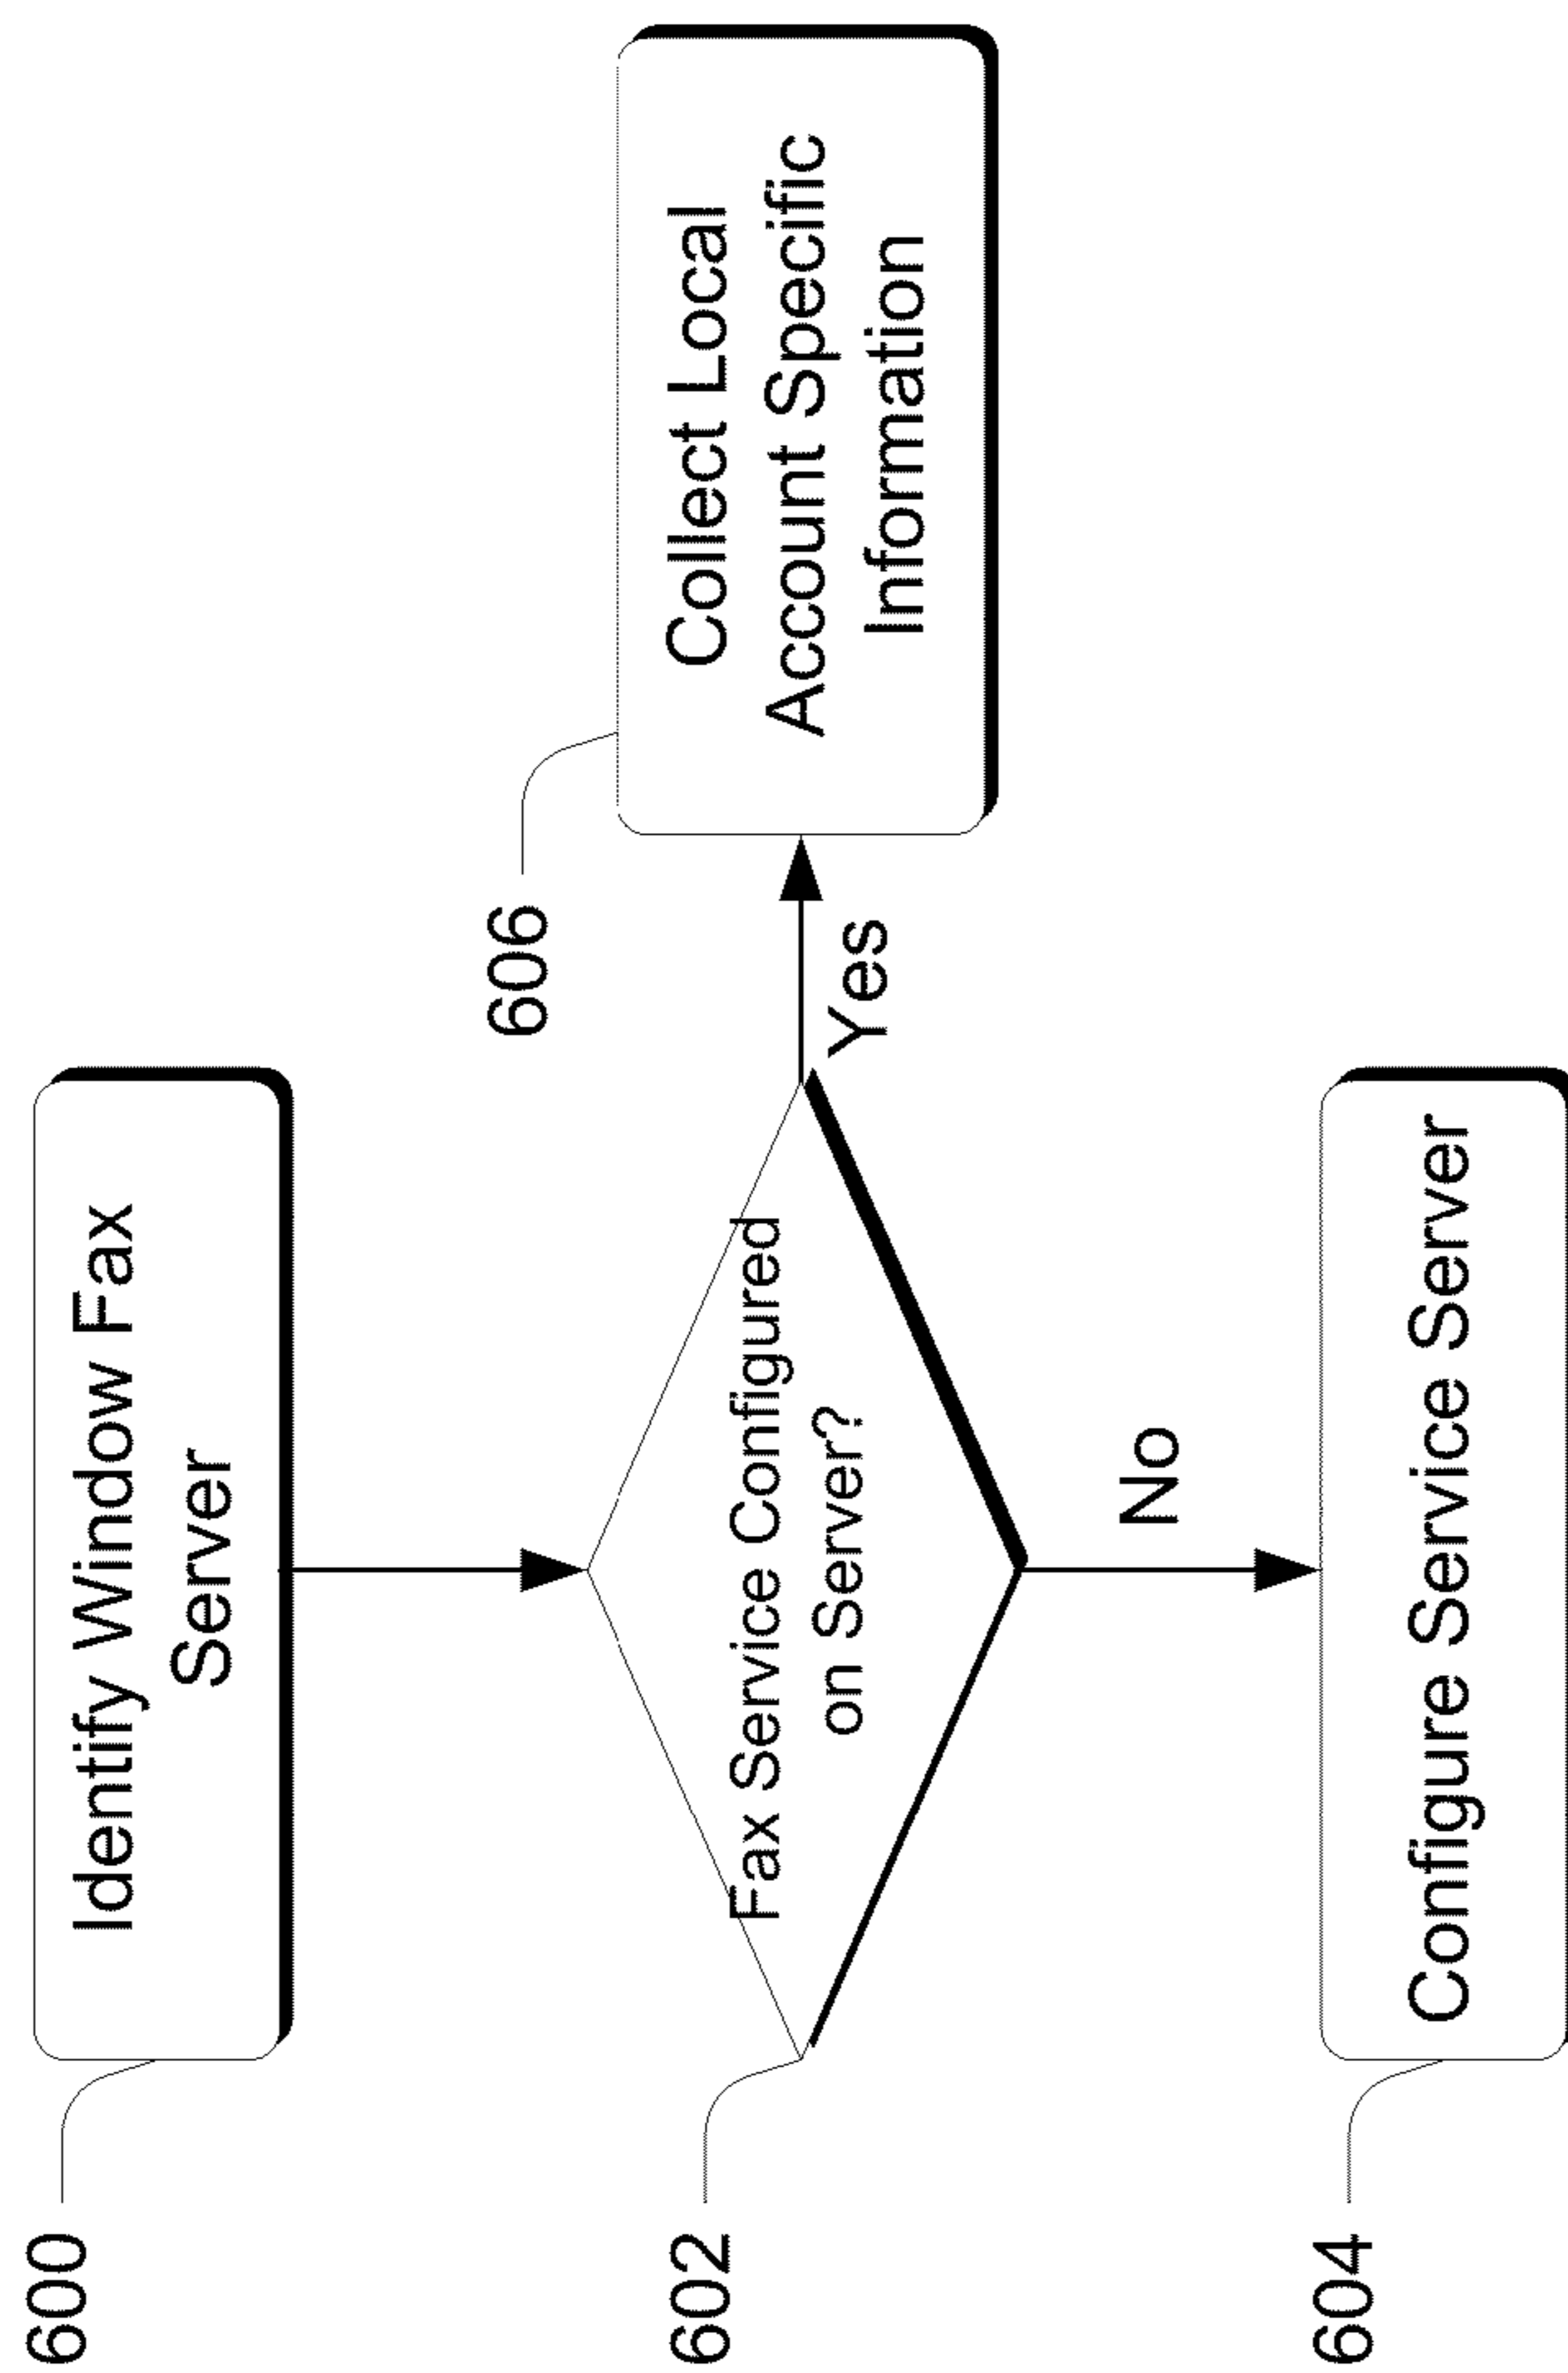 600
Identify Window Fax
Server
602
Fax Service Configured
on Server?
Yes
606
Collect Local
Account Specific
Information
No
604
Configure Service Server